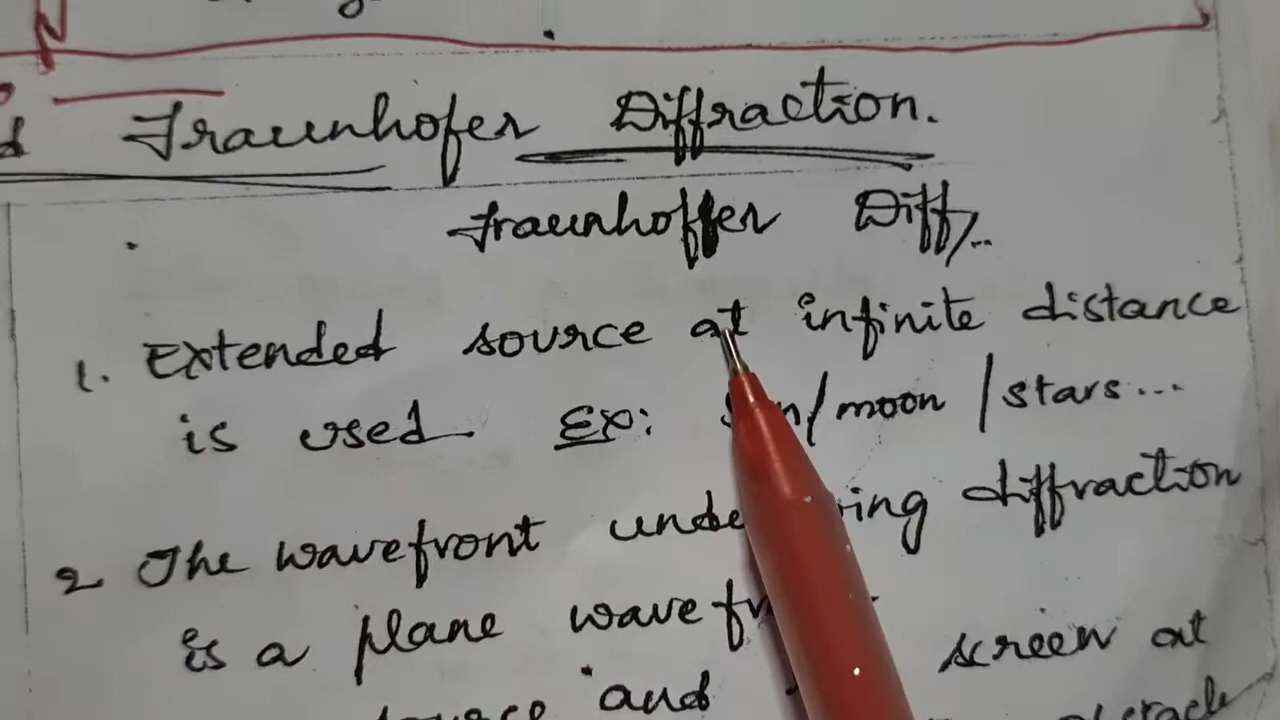 Fraunhofer Diffraction.
Fraunhoffer Diff...
1. Extended source at infinite distance
is used Ex: /moon /stars...
2 The wavefront diffraction
is a plane
screen at
and